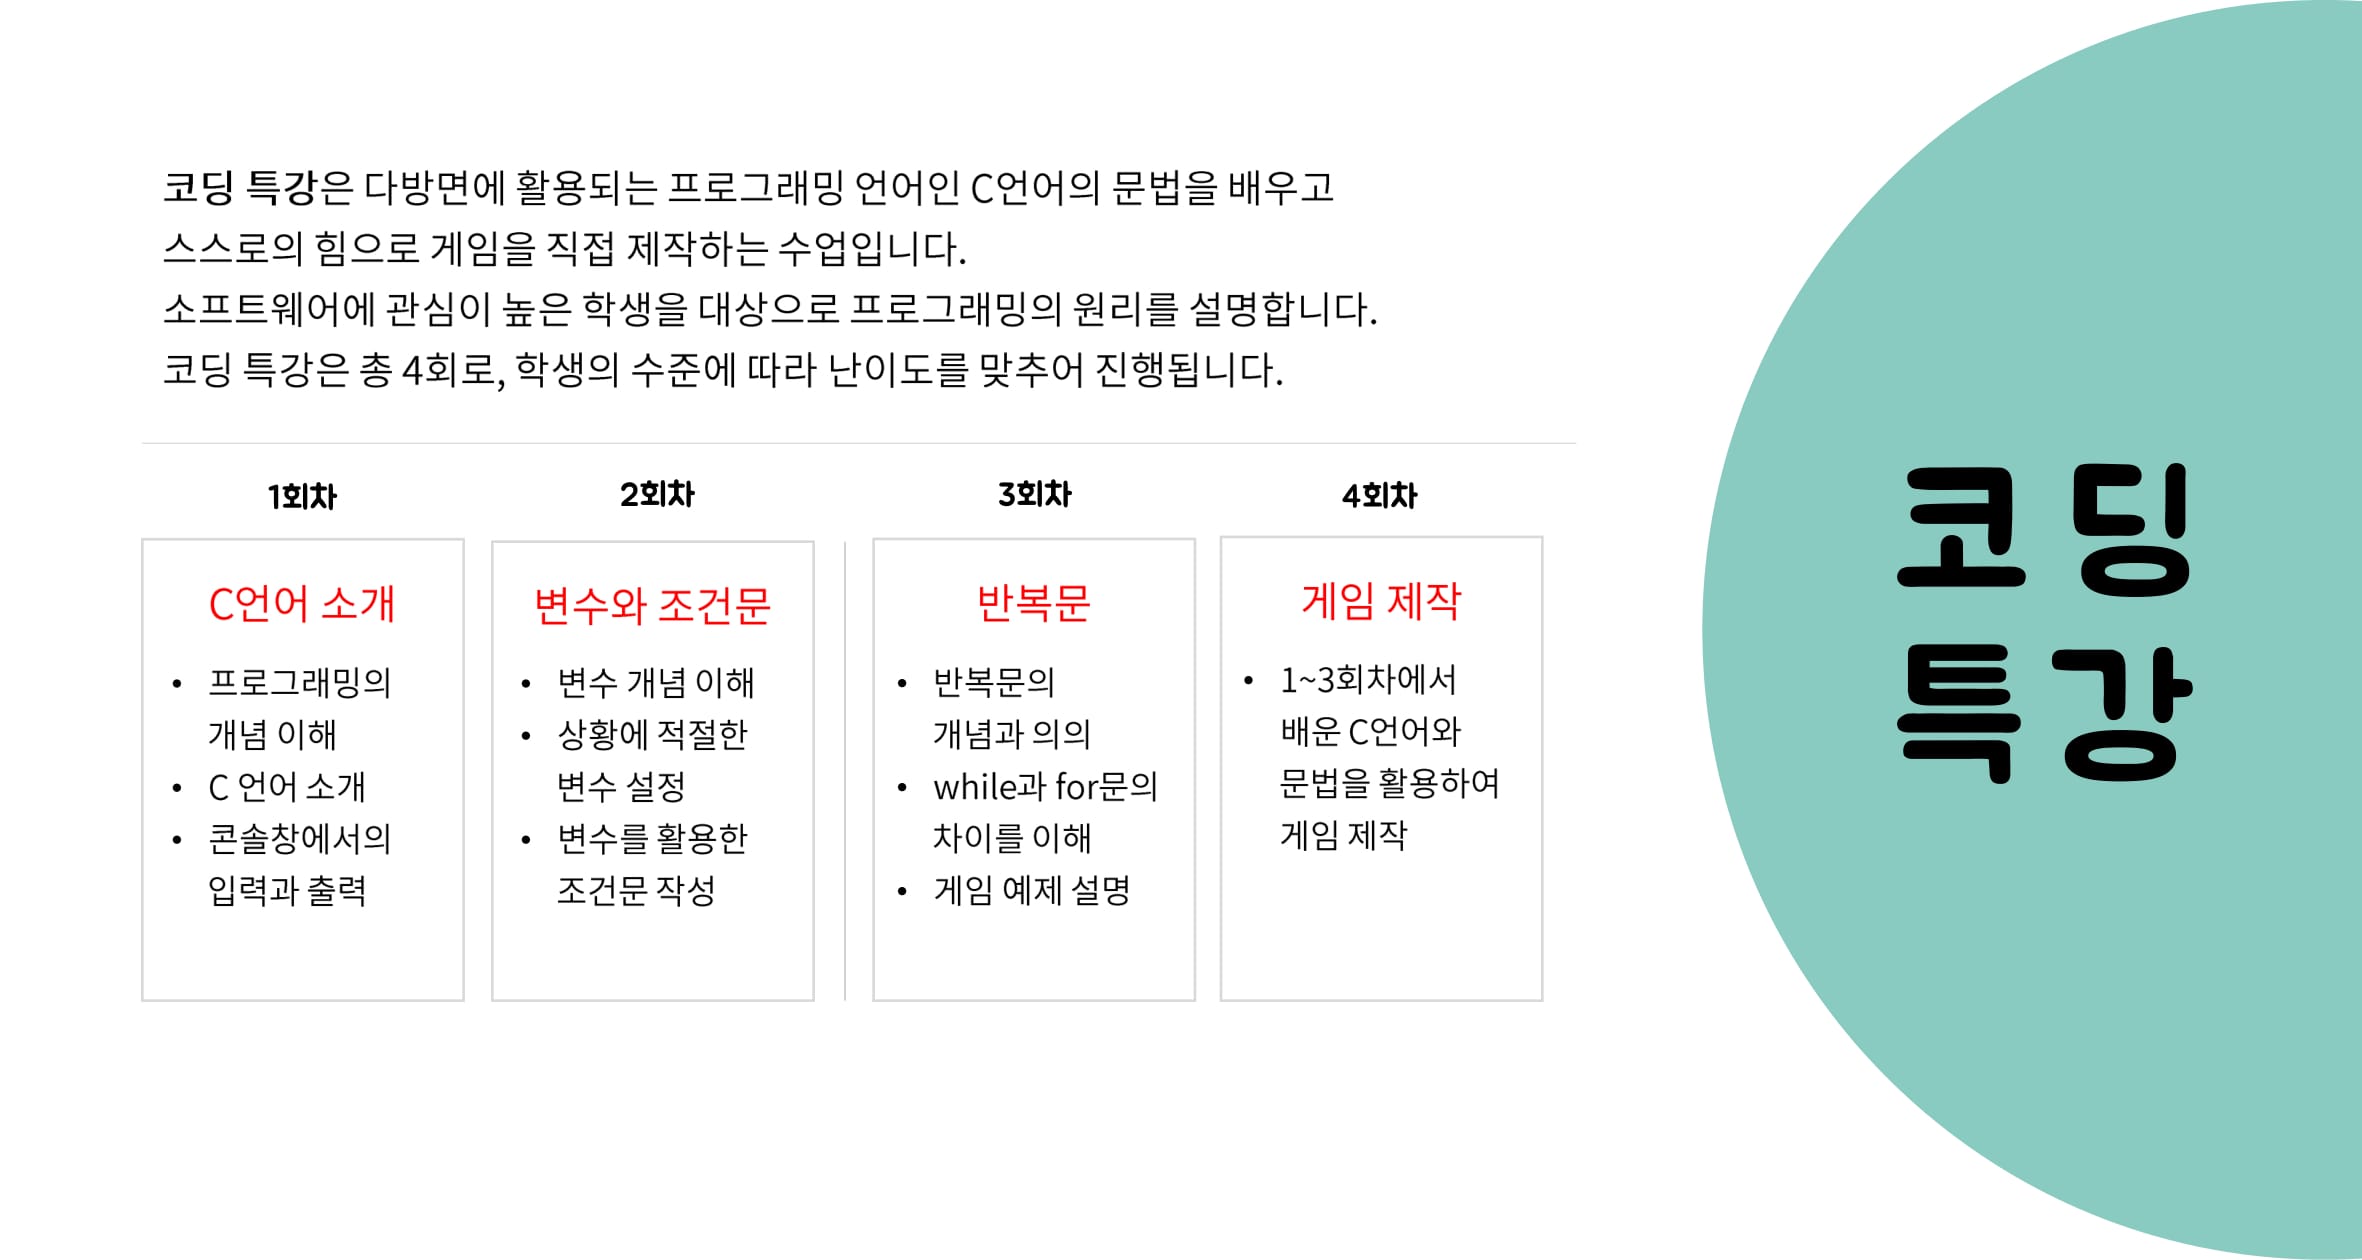 코딩 특강은 다방면에 활용되는 프로그래밍 언어인 C언어의 문법을 배우고
스스로의 힘으로 게임을 직접 제작하는 수업입니다.
소프트웨어에 관심이 높은 학생을 대상으로 프로그래밍의 원리를 설명합니다.
코딩 특강은 총 4회로, 학생의 수준에 따라 난이도를 맞추어 진행됩니다.
1회차
C언어 소개
• 프로그래밍의
개념 이해
• C 언어 소개
• 콘솔창에서의
입력과 출력
2회차
변수와 조건문
• 변수 개념 이해
• 상황에 적절한
변수 설정
• 변수를 활용한
조건문 작성
3회차
반복문
• 반복문의
개념과 의의
• while과 for문의
차이를 이해
• 게임 예제 설명
4회차
게임 제작
• 1~3회차에서
배운 C언어와
문법을 활용하여
게임 제작
코딩
특강